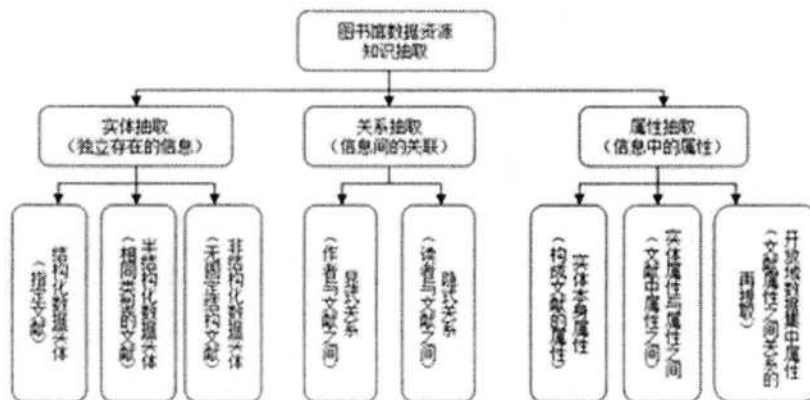 图书馆数据资源
知识抽取
实体抽取
(独立存在的信息)
关系抽取
(信息间的关联)
属性抽取
(信息中的属性)
结构化数据实体
(指定文献)
半结构化数据实体
(相同类型的文献)
非结构化数据实体
(无固定结构文献)
显式关系
(作者与文献之间)
隐式关系
(读者与文献之间)
实体本身属性
(构成文献的属性)
实体属性与属性之间
(文献中属性之间)
开放地数据集中属性
(文献属性之间关系的
再提取)